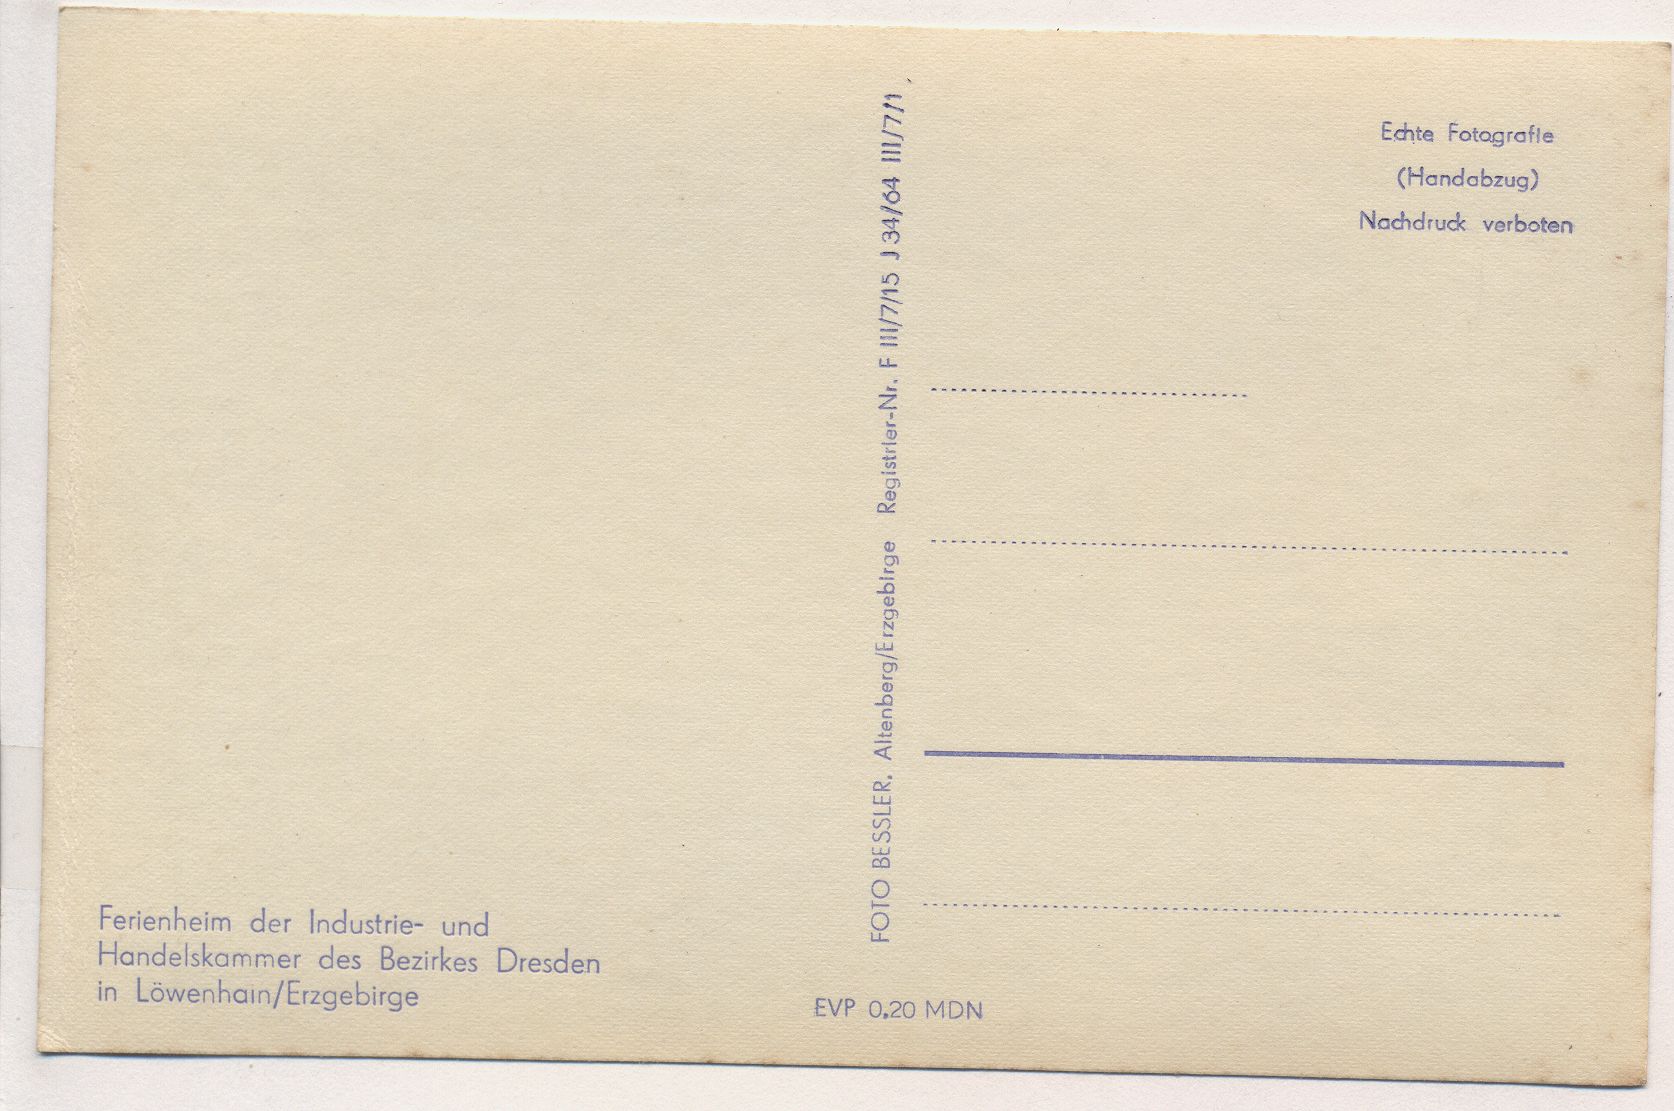 Echte Fotografie
(Handabzug)
Nachdruck verboten
FOTO BESSLER, Altenberg/Erzgebirge Registrier-Nr. F III/7/15 J 34/64 III/7/1
Ferienheim der Industrie- und
Handelskammer des Bezirkes Dresden
in Löwenhain/Erzgebirge
EVP 0.20 MDN